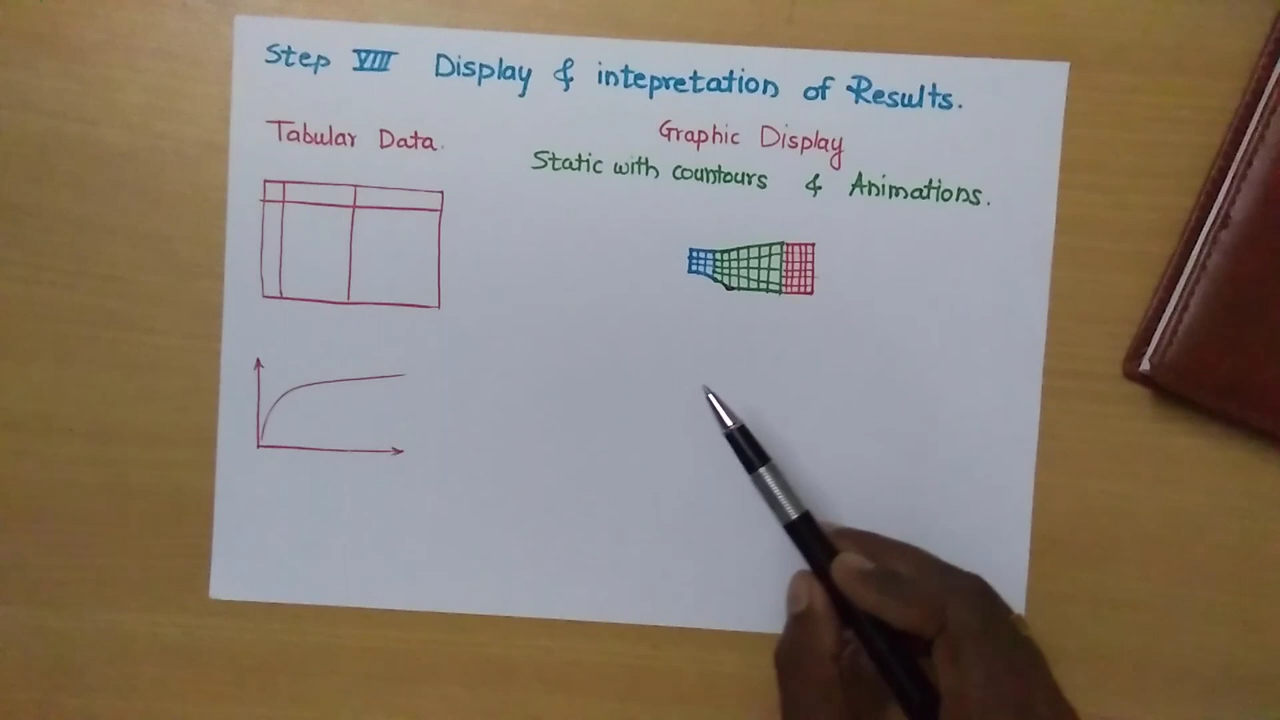 Step VIII Display & intepretation of Results.
Tabular Data.
Graphic Display
Static with countours & Animations.